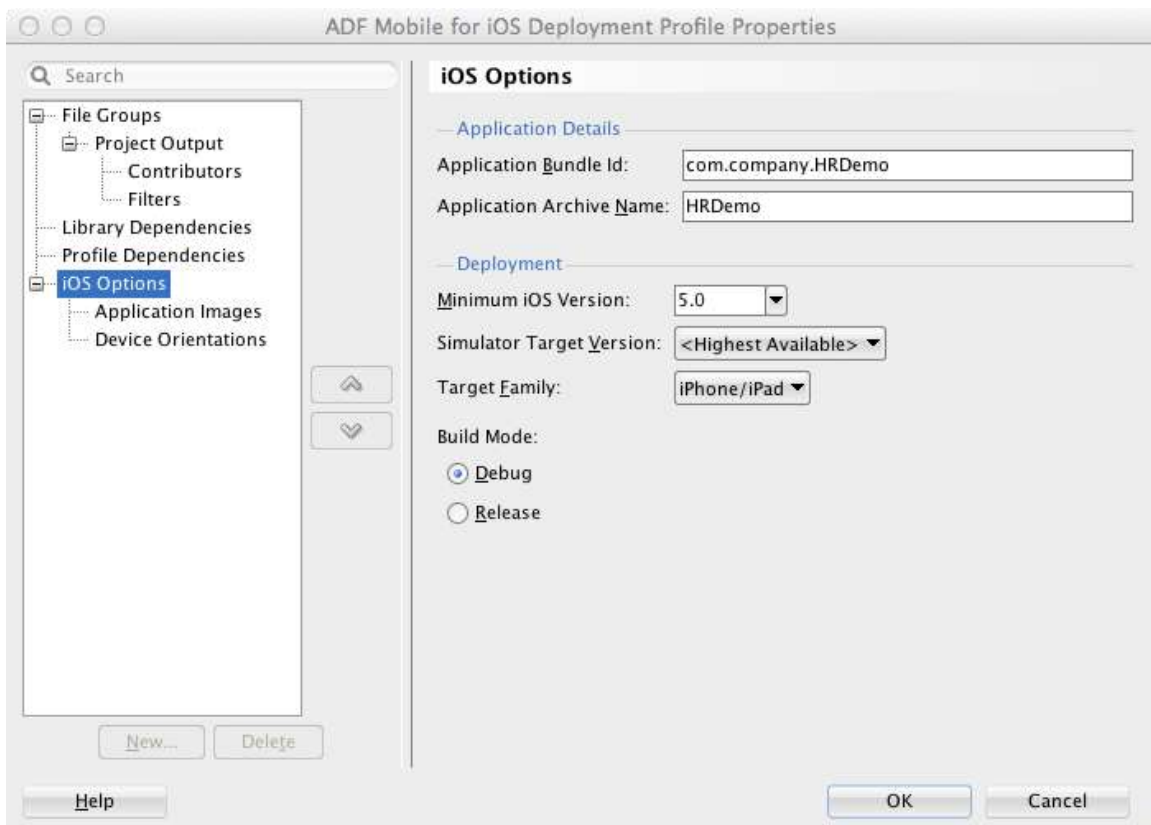 ADF Mobile for iOS Deployment Profile Properties
Search
File Groups
Project Output
Contributors
Filters
Library Dependencies
Profile Dependencies
iOS Options
Application Images
Device Orientations
New...
Delete
iOS Options
Application Details
Application Bundle Id: com.company.HRDemo
Application Archive Name: HRDemo
Deployment
Minimum iOS Version: 5.0
Simulator Target Version: <Highest Available>
Target Family: iPhone/iPad
Build Mode:
Debug
Release
Help
OK
Cancel